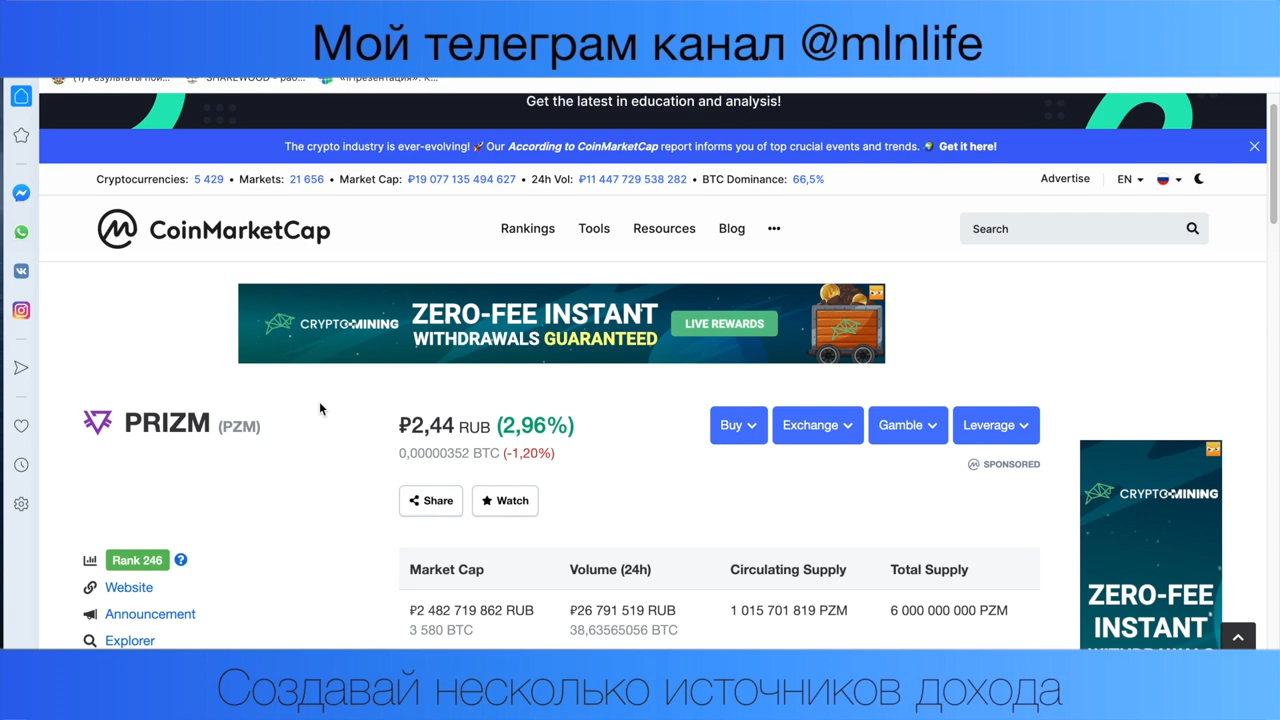 Мой телеграм канал @mlnlife
Get the latest in education and analysis!
The crypto industry is ever-evolving! 🚀 Our According to CoinMarketCap report informs you of top crucial events and trends. 🌍 Get it here!
Cryptocurrencies: 5 429 • Markets: 21 656 • Market Cap: ₽19 077 135 494 627 • 24h Vol: ₽11 447 729 538 282 • BTC Dominance: 66,5%
Advertise EN
CoinMarketCap Rankings Tools Resources Blog ••• Search
CRYPTOMINING ZERO-FEE INSTANT WITHDRAWALS GUARANTEED LIVE REWARDS
PRIZM (PZM) ₽2,44 RUB (2,96%)
0,00000352 BTC (-1,20%)
Buy Exchange Gamble Leverage
SPONSORED
Share Watch
CRYPTOMINING
Rank 246
Website
Announcement
Explorer
Market Cap Volume (24h) Circulating Supply Total Supply
₽2 482 719 862 RUB ₽26 791 519 RUB 1 015 701 819 PZM 6 000 000 000 PZM
3 580 BTC 38,63565056 BTC
ZERO-FEE
INSTANT
Создавай несколько источников дохода